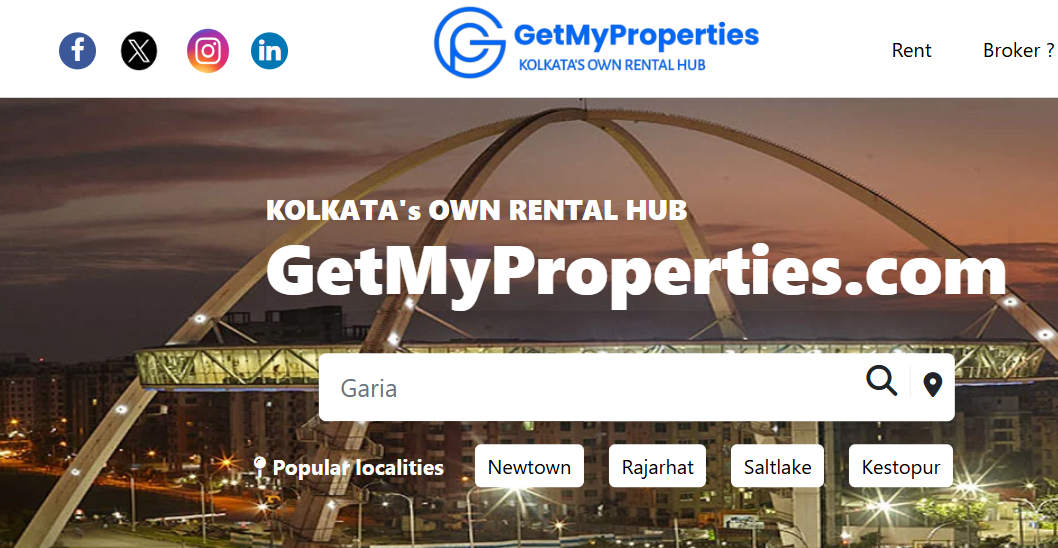 GetMyProperties
KOLKATA'S OWN RENTAL HUB
Rent
Broker ?
KOLKATA's OWN RENTAL HUB
GetMyProperties.com
Garia
Popular localities
Newtown
Rajarhat
Saltlake
Kestopur